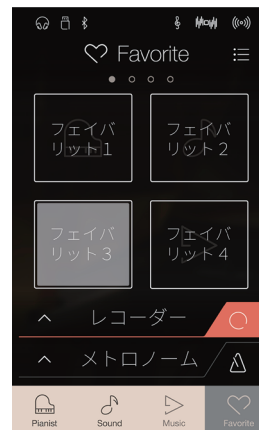 Favorite
フェイバ
リット1
フェイバ
リット2
フェイバ
リット3
フェイバ
リット4
レコーダー
メトロノーム
Pianist
Sound
Music
Favorite